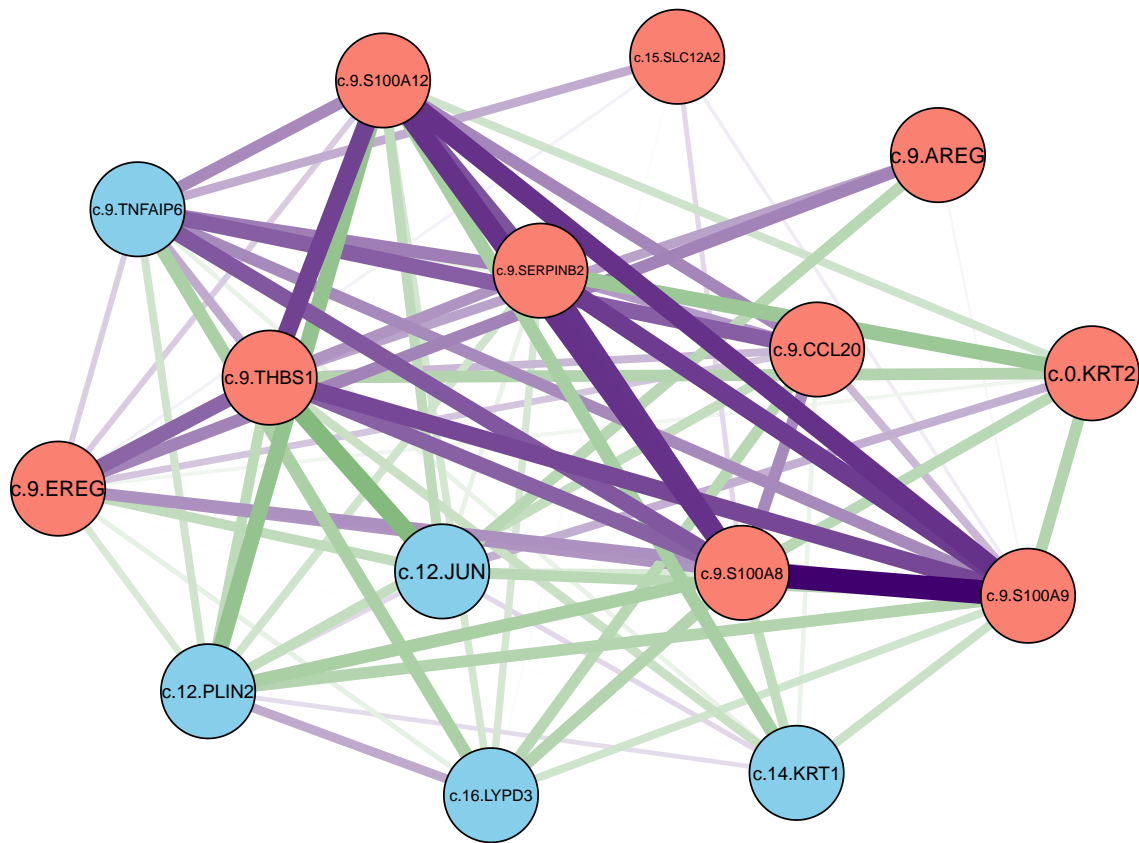 c.15.SLC12A2
c.9.S100A12
c.9.AREG
c.9.TNFAIP6
c.9.SERPINB2
c.9.CCL20
c.0.KRT2
c.9.THBS1
c.9.EREG
c.12.JUN
c.9.S100A8
c.9.S100A9
c.12.PLIN2
c.14.KRT1
c.16.LYPD3